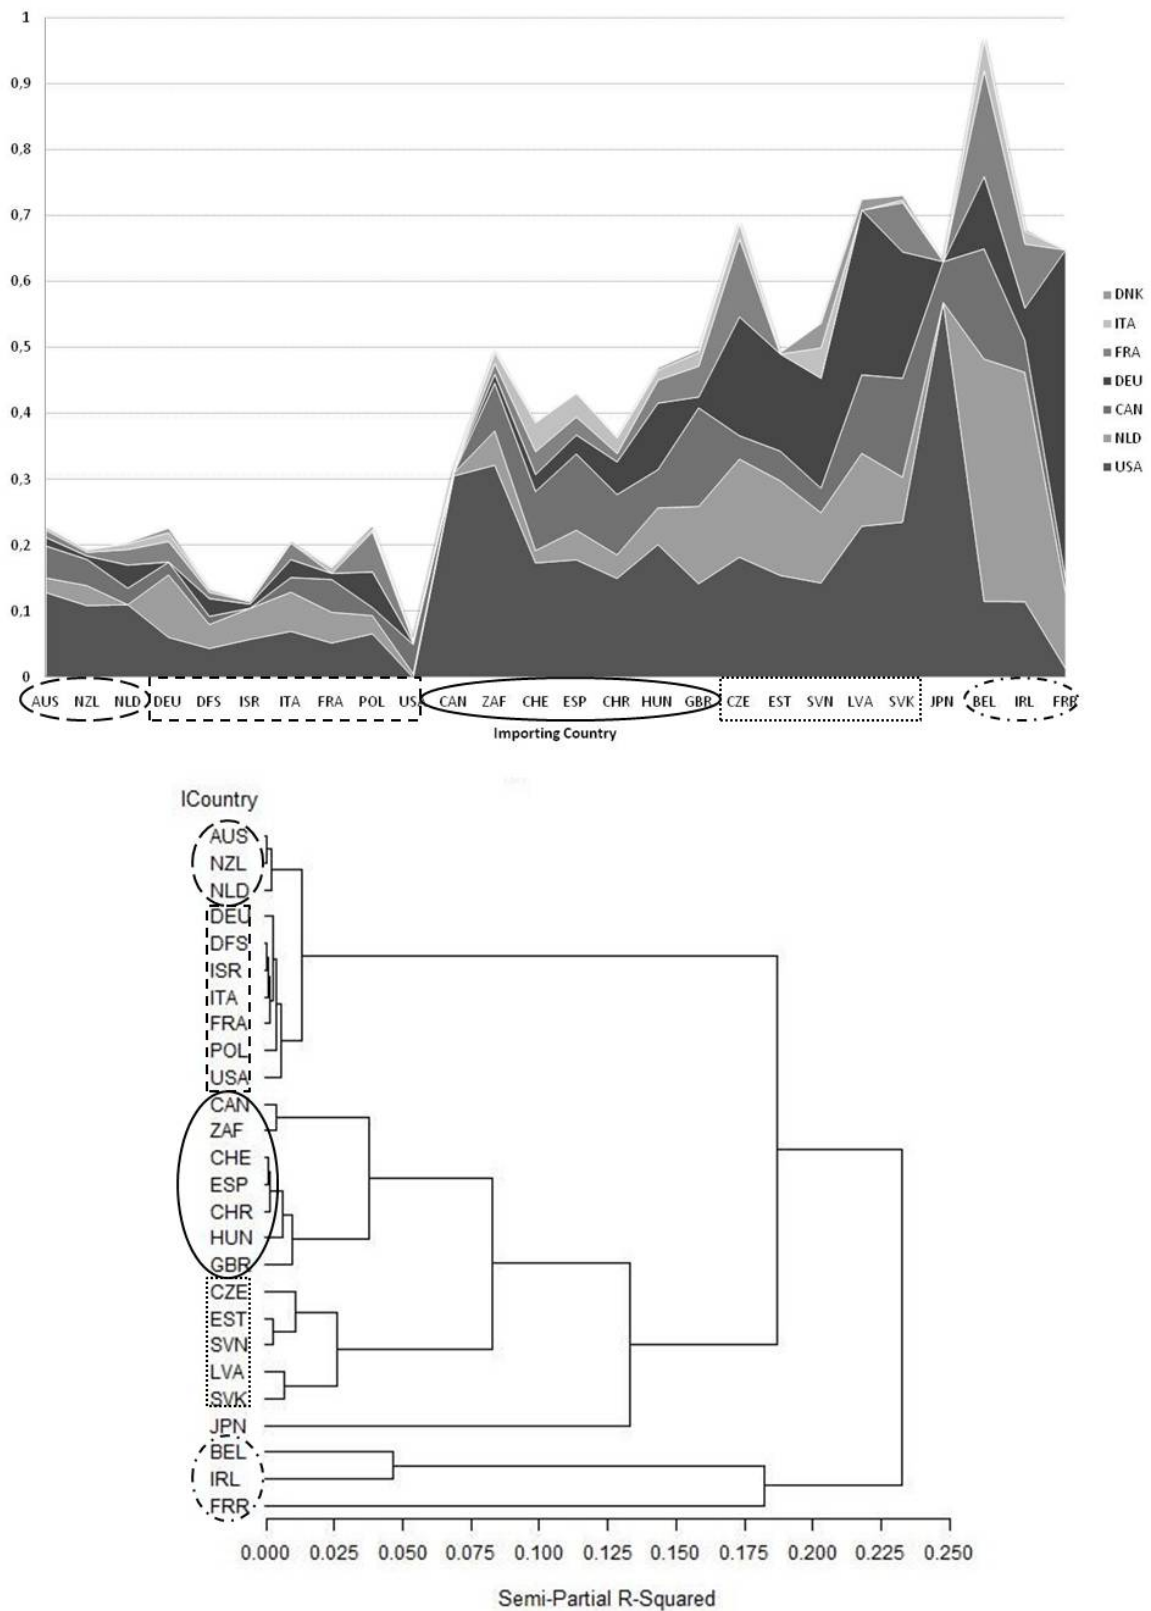 1
0,9
0,8
0,7
0,6
0,5
0,4
0,3
0,2
0,1
0
DNK
ITA
FRA
DEU
CAN
NLD
USA
AUS NZL NLD DEU DFS ISR ITA FRA POL USA CAN ZAF CHE ESP CHR HUN GBR CZE EST SVN LVA SVK JPN BEL IRL FRR
Importing Country
ICountry
AUS
NZL
NLD
DEU
DFS
ISR
ITA
FRA
POL
USA
CAN
ZAF
CHE
ESP
CHR
HUN
GBR
CZE
EST
SVN
LVA
SVK
JPN
BEL
IRL
FRR
0.000 0.025 0.050 0.075 0.100 0.125 0.150 0.175 0.200 0.225 0.250
Semi-Partial R-Squared